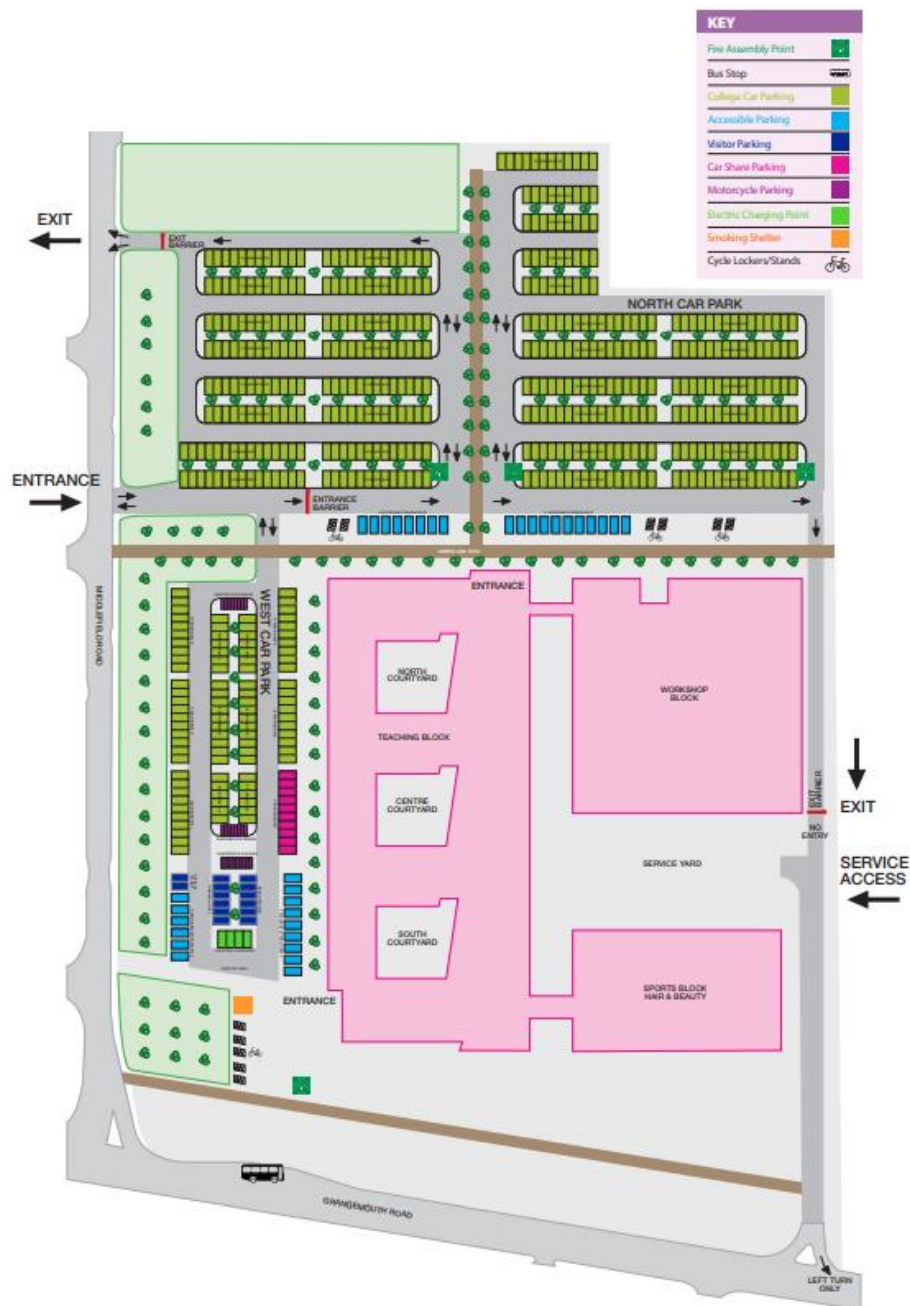 KEY
Fire Assembly Point
Bus Stop
College Car Parking
Accessible Parking
Visitor Parking
Car Share Parking
Motorcycle Parking
Electric Charging Point
Smoking Shelter
Cycle Lockers/Stands
EXIT
EXIT
BARRIER
NORTH CAR PARK
ENTRANCE
ENTRANCE
BARRIER
ENTRANCE
WEST CAR PARK
NORTH
COURTYARD
WORKSHOP
BLOCK
TEACHING BLOCK
CENTRE
COURTYARD
EXIT
BARRIER
EXIT
NO
ENTRY
SERVICE YARD
SERVICE
ACCESS
SOUTH
COURTYARD
SPORTS BLOCK
HAIR & BEAUTY
ENTRANCE
GRANGEMOUTH ROAD
LEFT TURN
ONLY